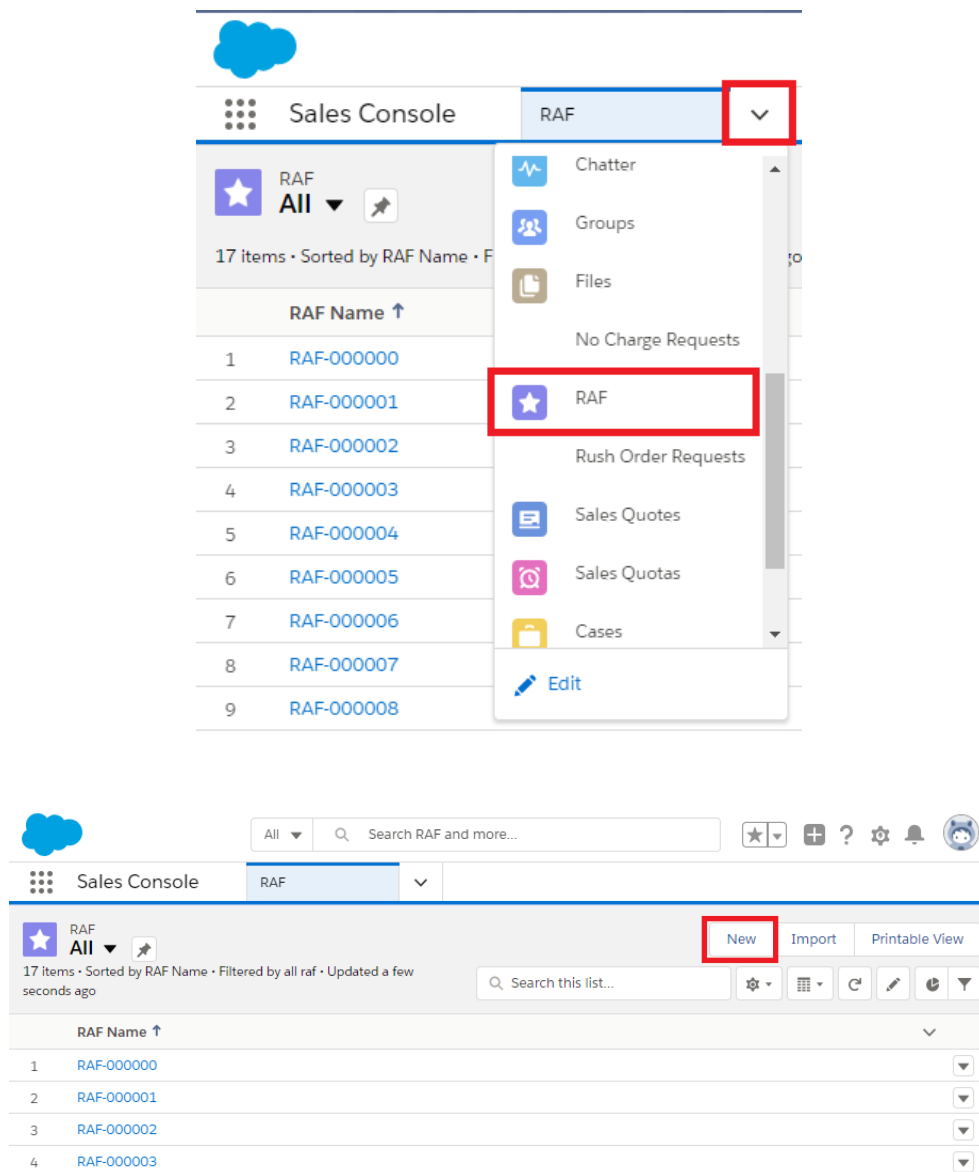 Sales Console RAF
RAF
All
17 items • Sorted by RAF Name • F
go
RAF Name ↑
1 RAF-000000
2 RAF-000001
3 RAF-000002
4 RAF-000003
5 RAF-000004
6 RAF-000005
7 RAF-000006
8 RAF-000007
9 RAF-000008
Chatter
Groups
Files
No Charge Requests
RAF
Rush Order Requests
Sales Quotes
Sales Quotas
Cases
Edit
All Search RAF and more...
Sales Console RAF
RAF
All
New Import Printable View
17 items • Sorted by RAF Name • Filtered by all raf • Updated a few
seconds ago
Search this list...
RAF Name ↑
1 RAF-000000
2 RAF-000001
3 RAF-000002
4 RAF-000003